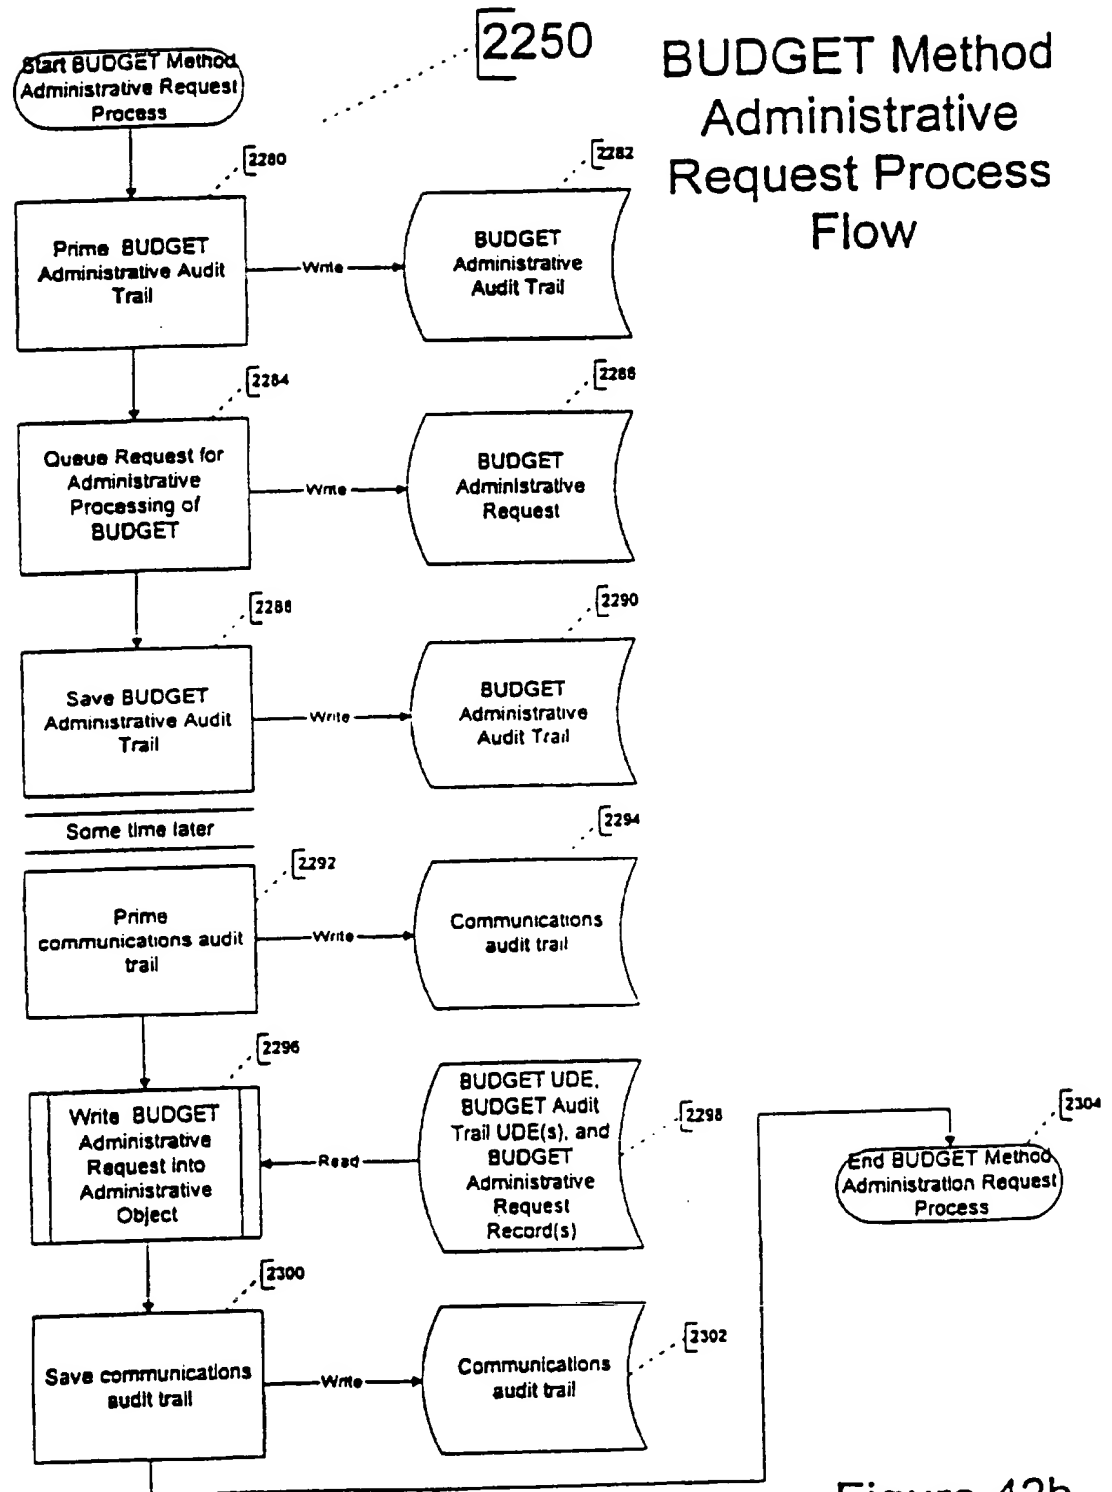 2250
BUDGET Method
Administrative
Request Process
Flow
Start BUDGET Method
Administrative Request
Process
2280
2282
Prime BUDGET
Administrative Audit
Trail
Write
BUDGET
Administrative
Audit Trail
2284
2286
Queue Request for
Administrative
Processing of
BUDGET
Write
BUDGET
Administrative
Request
2288
2290
Save BUDGET
Administrative Audit
Trail
Write
BUDGET
Administrative
Audit Trail
Some time later
2292
2294
Prime
communications audit
trail
Write
Communications
audit trail
2296
2298
Write BUDGET
Administrative
Request into
Administrative
Object
Read
BUDGET UDE,
BUDGET Audit
Trail UDE(s), and
BUDGET
Administrative
Request
Record(s)
2304
End BUDGET Method
Administration Request
Process
2300
2302
Save communications
audit trail
Write
Communications
audit trail
Figure 42b